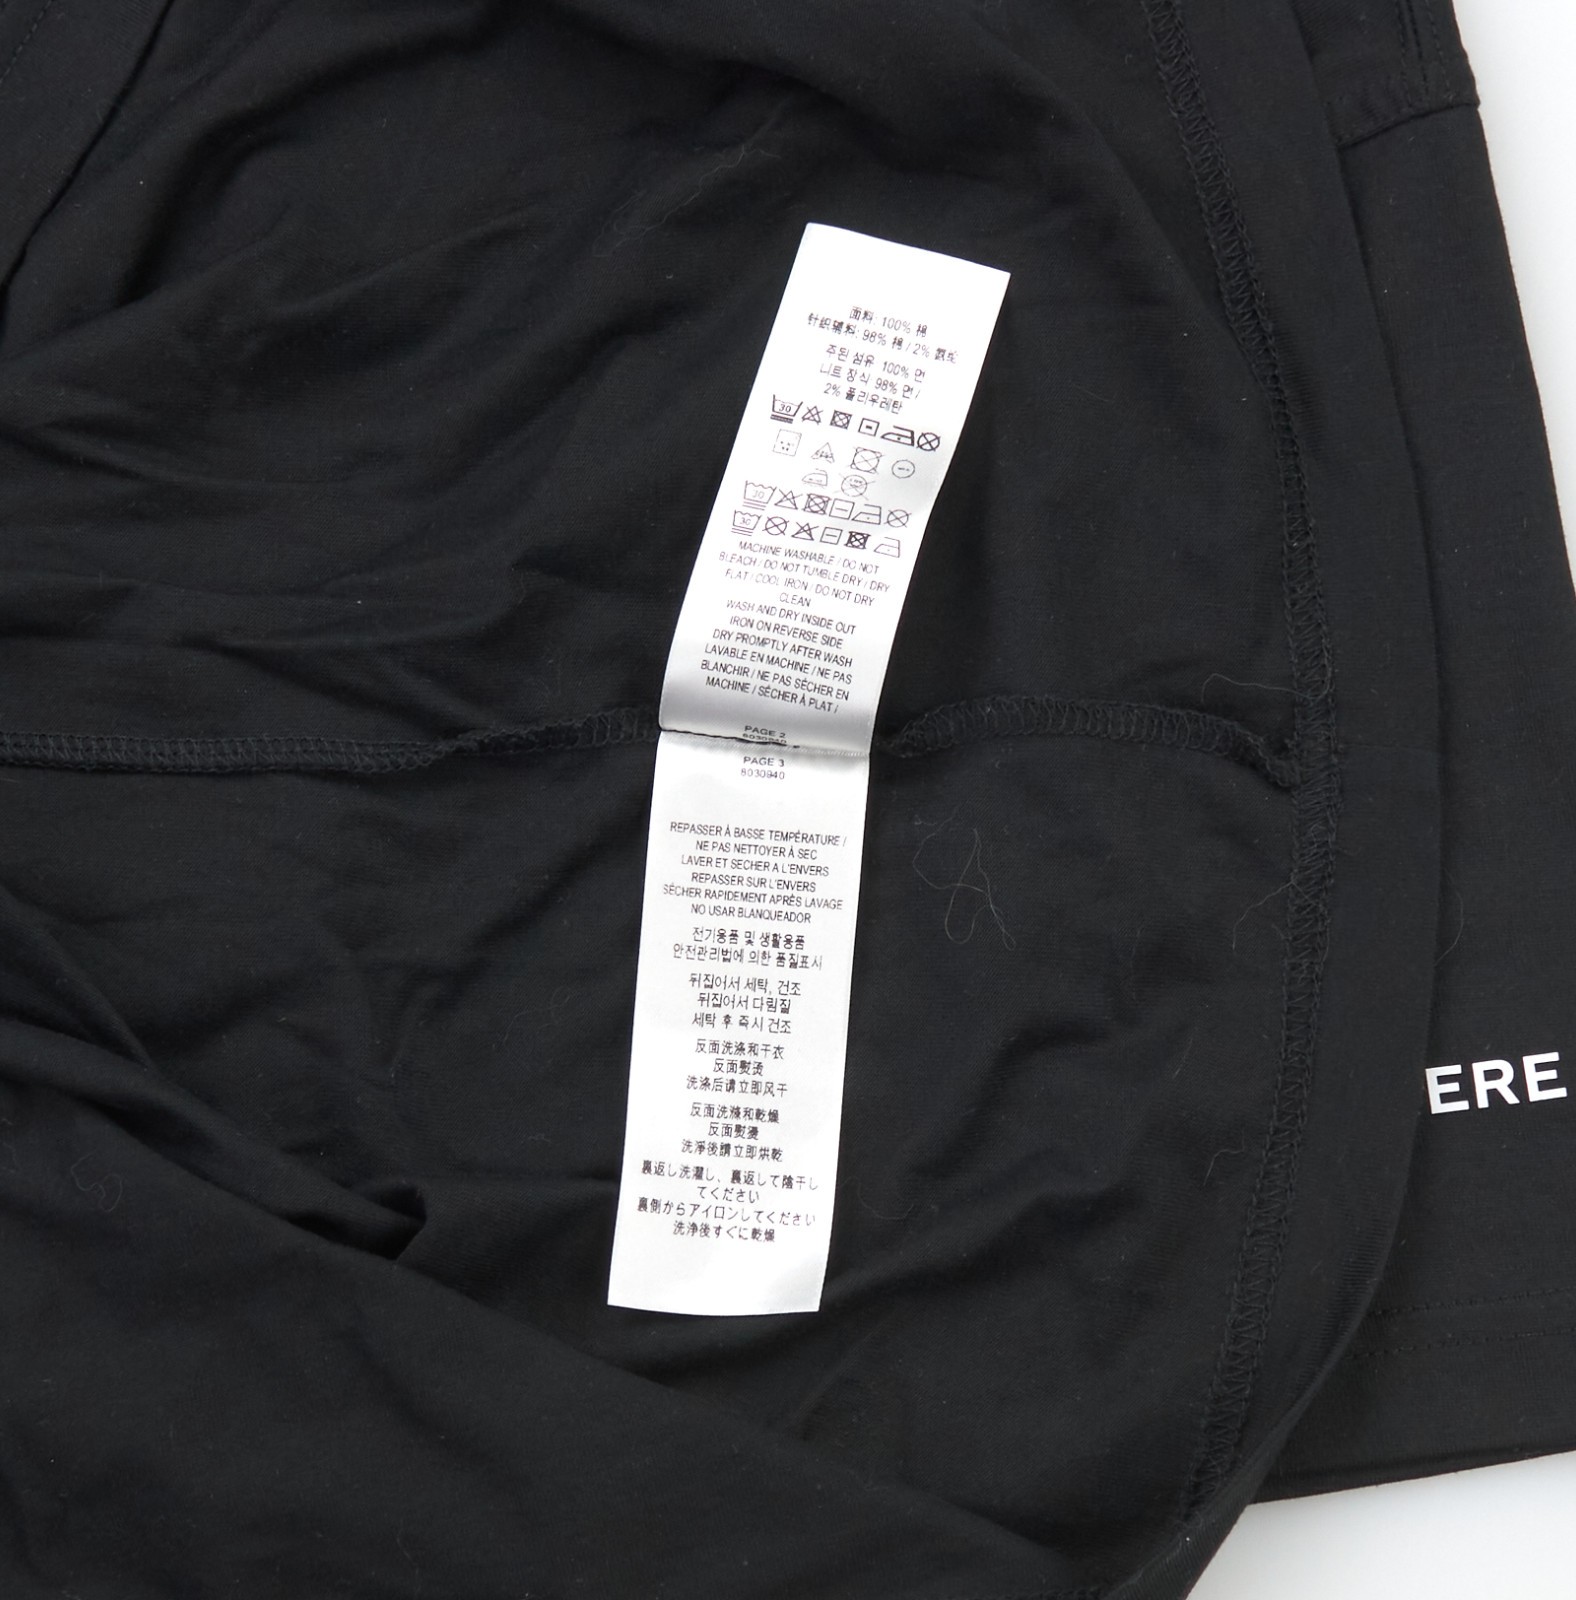 面料: 100% 棉
针织辅料: 98% 棉 / 2% 氨纶
주된 섬유 100% 면
니트 장식 98% 면 /
2% 폴리우레탄
30
30
30
MACHINE WASHABLE / DO NOT
BLEACH / DO NOT TUMBLE DRY / DRY
FLAT / COOL IRON / DO NOT DRY
CLEAN
WASH AND DRY INSIDE OUT
IRON ON REVERSE SIDE
DRY PROMPTLY AFTER WASH
LAVABLE EN MACHINE / NE PAS
BLANCHIR / NE PAS SÉCHER EN
MACHINE / SÉCHER À PLAT /
PAGE 2
8030940
PAGE 3
8030940
REPASSER À BASSE TEMPÉRATURE /
NE PAS NETTOYER À SEC
LAVER ET SECHER A L'ENVERS
REPASSER SUR L'ENVERS
SÉCHER RAPIDEMENT APRÈS LAVAGE
NO USAR BLANQUEADOR
전기용품 및 생활용품
안전관리법에 의한 품질표시
뒤집어서 세탁, 건조
뒤집어서 다림질
세탁 후 즉시 건조
反面洗涤和干衣
反面熨烫
洗涤后请立即风干
反面洗滌和乾燥
反面熨燙
洗淨後請立即烘乾
裏返し洗濯し、裏返して陰干し
てください
裏側からアイロンしてください
洗浄後すぐに乾燥
ERE